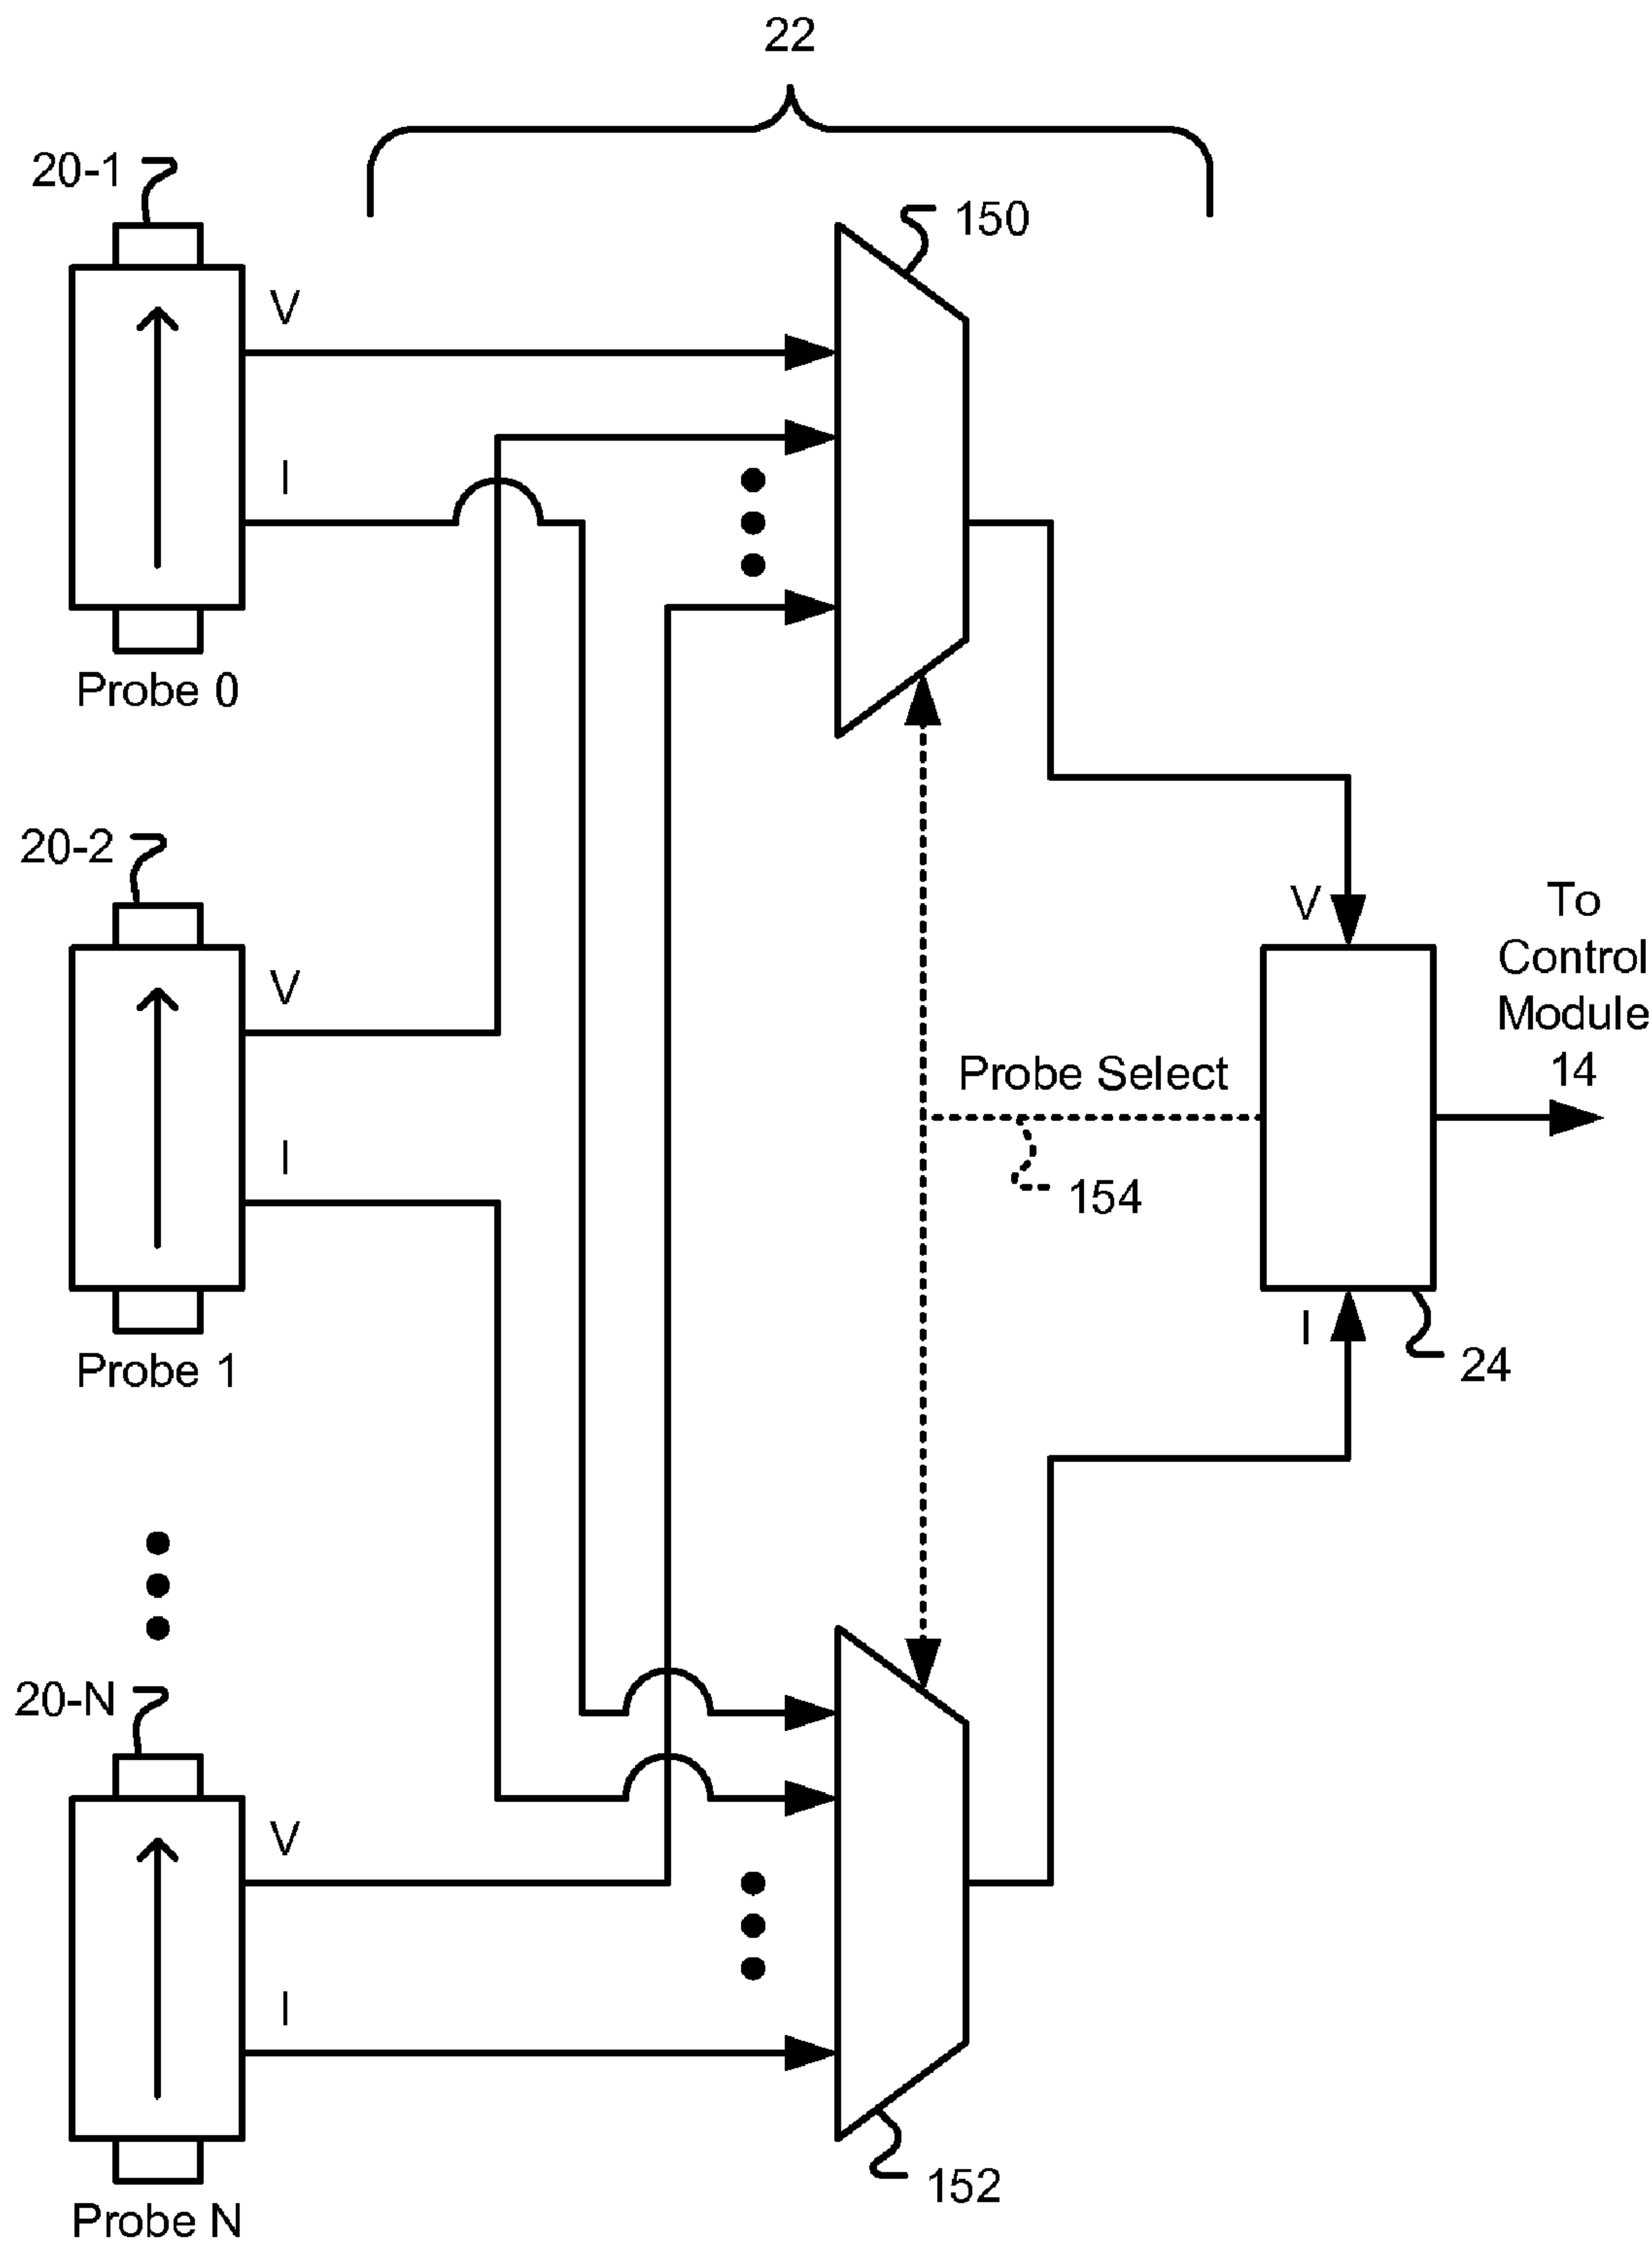 22
20-1
150
V
I
Probe 0
20-2
V
V
To
Control
Module
14
Probe Select
I
154
I
24
Probe 1
20-N
V
I
152
Probe N